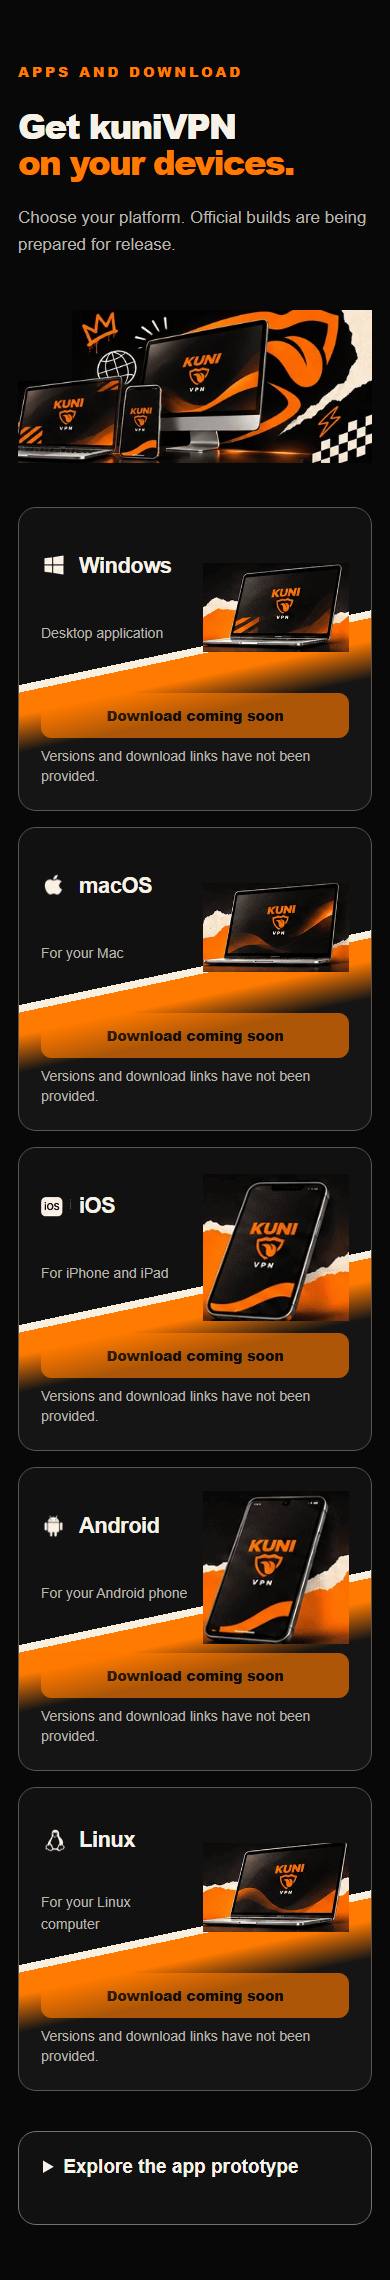 APPS AND DOWNLOAD
Get kuniVPN
on your devices.
Choose your platform. Official builds are being
prepared for release.
KUNI
VPN
KUNI
VPN
KUNI
VPN
Windows
KUNI
VPN
Desktop application
Download coming soon
Versions and download links have not been
provided.
macOS
KUNI
VPN
For your Mac
Download coming soon
Versions and download links have not been
provided.
iOS iOS
KUNI
VPN
For iPhone and iPad
Download coming soon
Versions and download links have not been
provided.
Android
KUNI
VPN
For your Android phone
Download coming soon
Versions and download links have not been
provided.
Linux
KUNI
VPN
For your Linux
computer
Download coming soon
Versions and download links have not been
provided.
Explore the app prototype